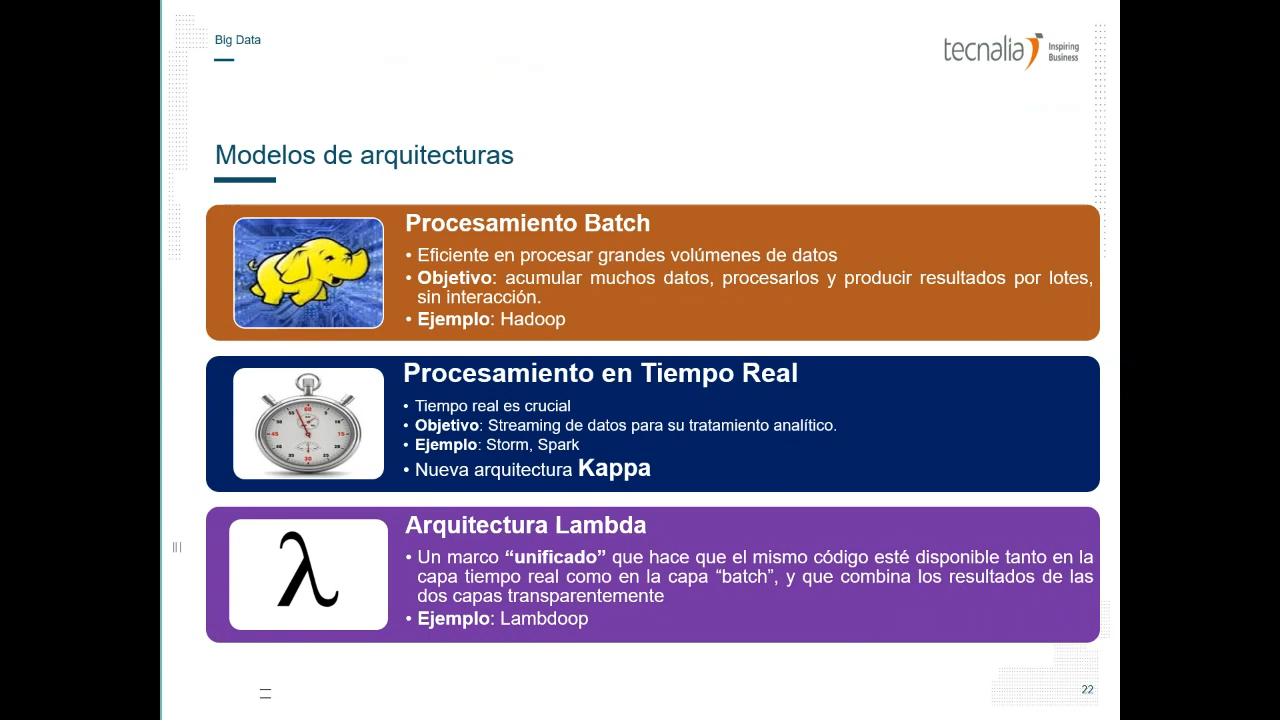 Big Data
tecnalia Inspiring
Business
Modelos de arquitecturas
Procesamiento Batch
• Eficiente en procesar grandes volúmenes de datos
• Objetivo: acumular muchos datos, procesarlos y producir resultados por lotes,
sin interacción.
• Ejemplo: Hadoop
Procesamiento en Tiempo Real
• Tiempo real es crucial
• Objetivo: Streaming de datos para su tratamiento analítico.
• Ejemplo: Storm, Spark
• Nueva arquitectura Kappa
Arquitectura Lambda
• Un marco “unificado” que hace que el mismo código esté disponible tanto en la
capa tiempo real como en la capa “batch”, y que combina los resultados de las
dos capas transparentemente
• Ejemplo: Lambdoop
λ
60
45
15
30
22